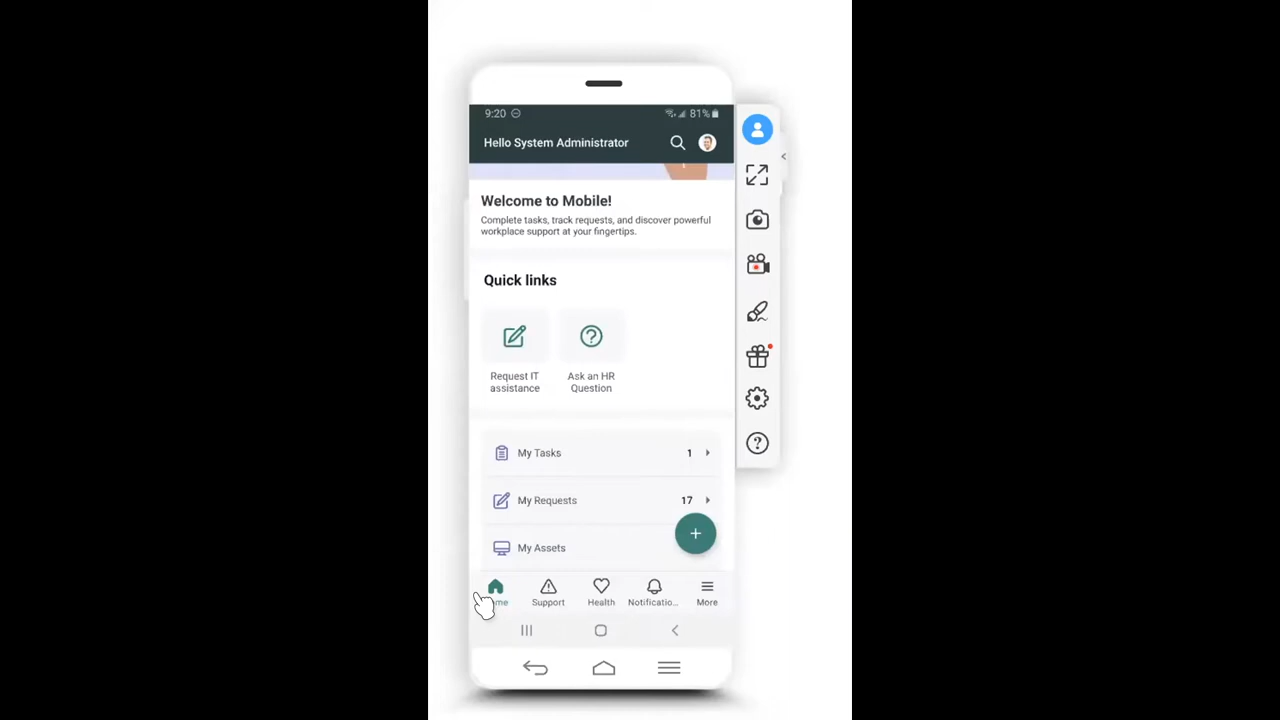 9:20
81%
Hello System Administrator
Welcome to Mobile!
Complete tasks, track requests, and discover powerful
workplace support at your fingertips.
Quick links
Request IT
assistance
Ask an HR
Question
My Tasks 1
My Requests 17
My Assets
Support
Health
Notificatio...
More